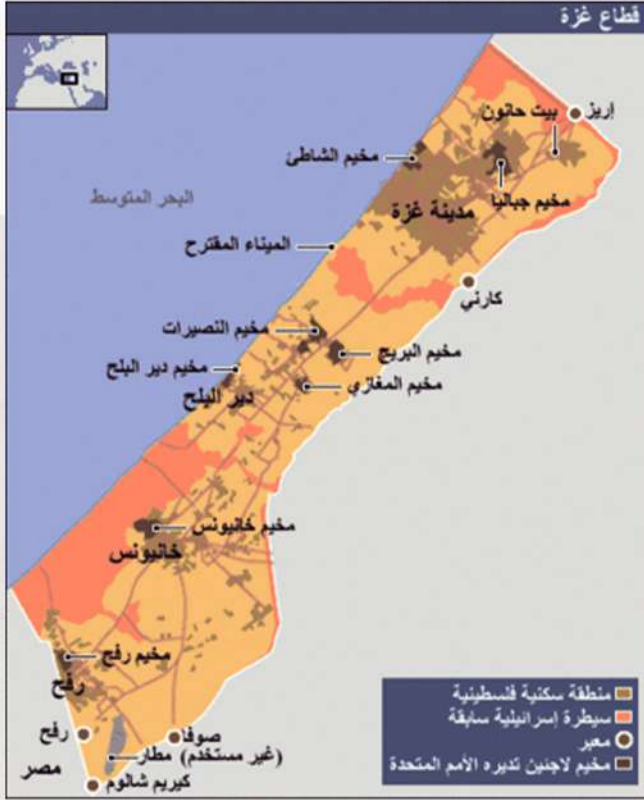 قطاع غزة
إريز
بيت حانون
مخيم الشاطئ
مخيم جباليا
مدينة غزة
البحر المتوسط
الميناء المقترح
كارني
مخيم النصيرات
مخيم البريج
مخيم دير البلح
مخيم المغازي
دير البلح
مخيم خانيونس
خانيونس
مخيم رفح
رفح
رفح
صوفا
مطار (غير مستخدم)
مصر
كيريم شالوم
منطقة سكنية فلسطينية
سيطرة إسرائيلية سابقة
معبر
مخيم لاجئين تديره الأمم المتحدة